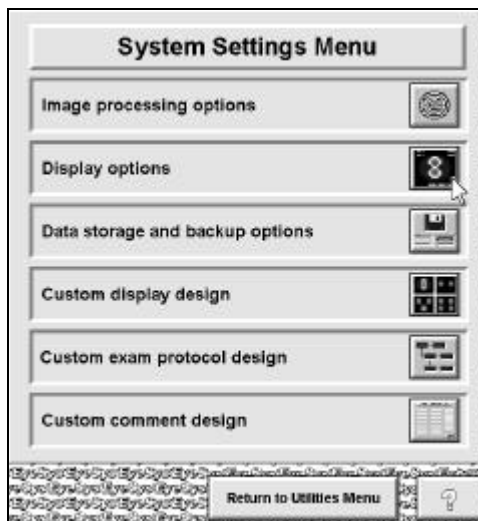 System Settings Menu
Image processing options
Display options
8
Data storage and backup options
Custom display design
Custom exam protocol design
Custom comment design
Return to Utilities Menu
?